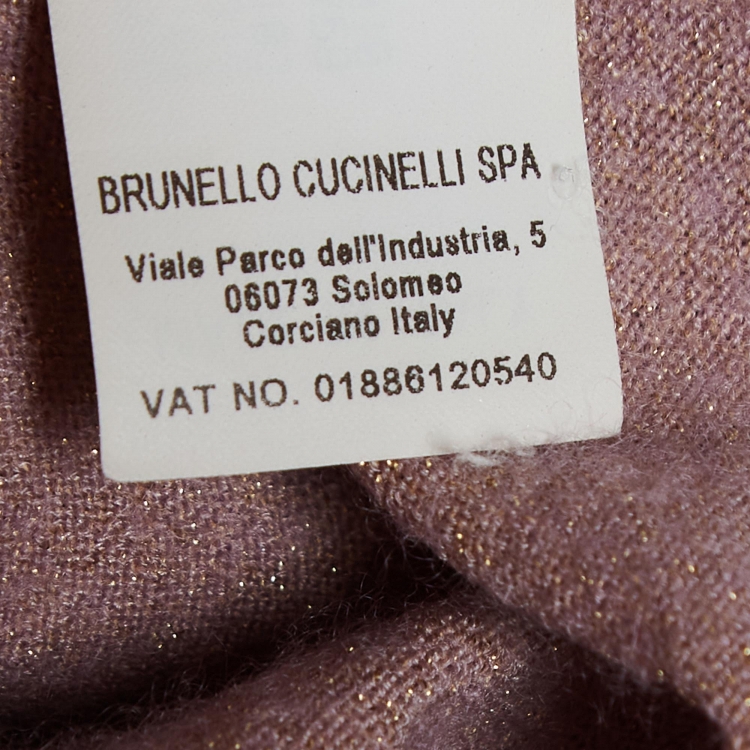 BRUNELLO CUCINELLI SPA
Viale Parco dell'Industria, 5
06073 Solomeo
Corciano Italy
VAT NO. 01886120540